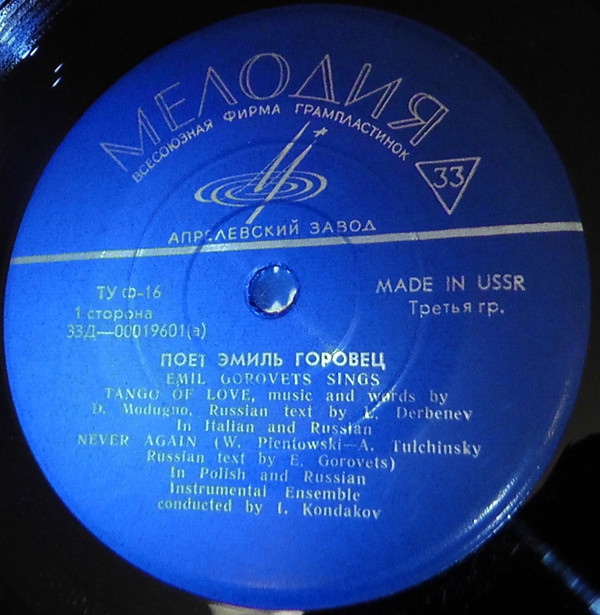 МЕЛОДИЯ
ВСЕСОЮЗНАЯ ФИРМА ГРАМПЛАСТИНОК
33
АПРЕЛЕВСКИЙ ЗАВОД
ТУ Ф-16
MADE IN USSR
1 сторона
Третья гр.
33Д—00019601(а)
ПОЕТ ЭМИЛЬ ГОРОВЕЦ
EMIL GOROVETS SINGS
TANGO OF LOVE, music and words by
D. Modugno, Russian text by L. Derbenev
In Italian and Russian
NEVER AGAIN (W. Pientowski—A. Tulchinsky
Russian text by E. Gorovets)
In Polish and Russian
Instrumental Ensemble
conducted by I. Kondakov